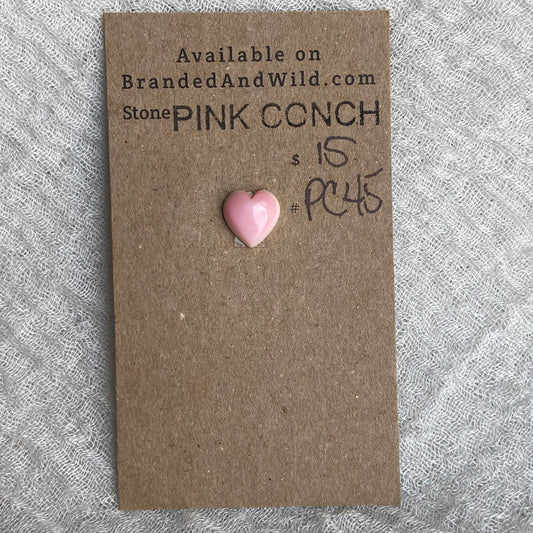 Available on
BrandedAndWild.com
Stone PINK CONCH
$ 15
# PC45